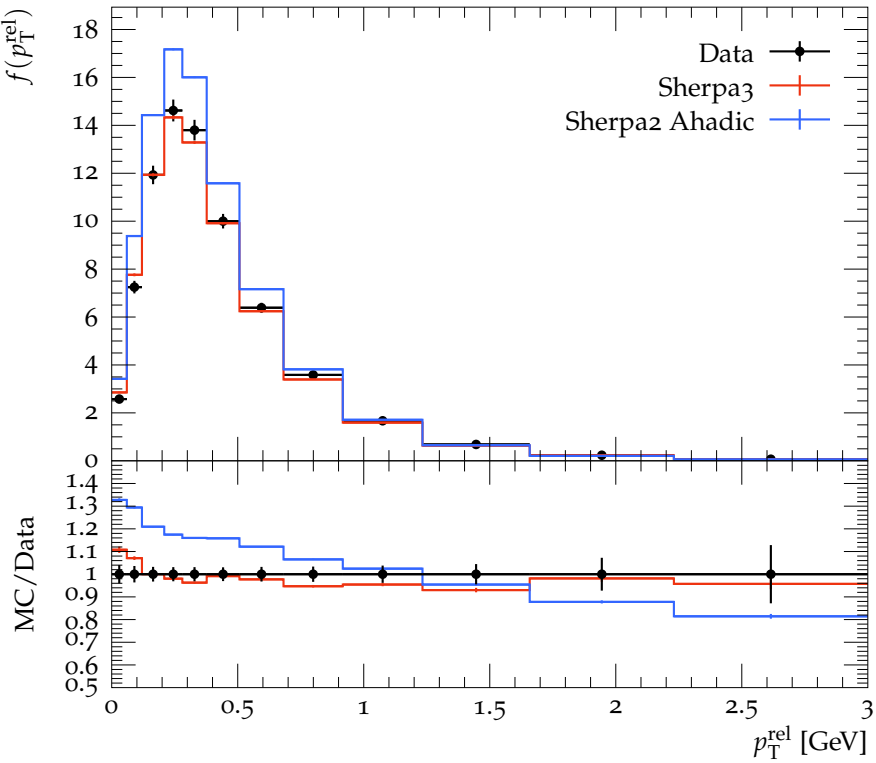 f(p_T^rel)
18
16
14
12
10
8
6
4
2
0
Data
Sherpa3
Sherpa2 Ahadic
MC/Data
1.4
1.3
1.2
1.1
1
0.9
0.8
0.7
0.6
0.5
0 0.5 1 1.5 2 2.5 3
p_T^rel [GeV]